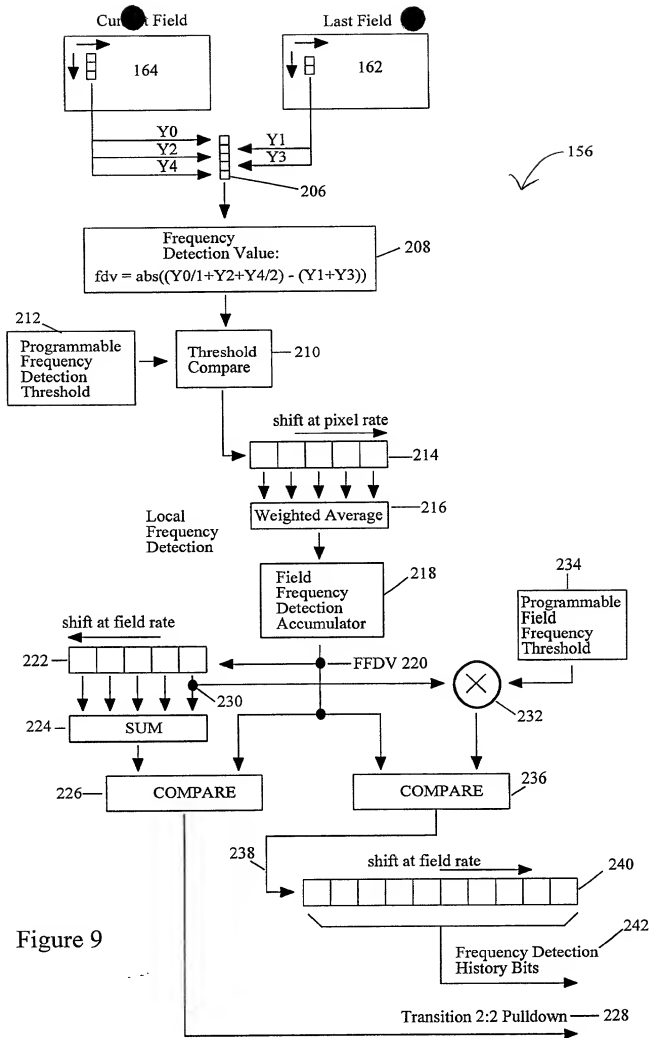 Cur t Field
Last Field
164
162
Y0
Y2
Y4
Y1
Y3
206
156
Frequency
Detection Value:
fdv = abs((Y0/1+Y2+Y4/2) - (Y1+Y3))
208
212
Programmable
Frequency
Detection
Threshold
Threshold
Compare
210
shift at pixel rate
214
Weighted Average
216
Local
Frequency
Detection
Field
Frequency
Detection
Accumulator
218
234
Programmable
Field
Frequency
Threshold
shift at field rate
222
FFDV 220
230
232
224
SUM
226
COMPARE
COMPARE
236
238
shift at field rate
240
242
Figure 9
Frequency Detection
History Bits
Transition 2:2 Pulldown
228